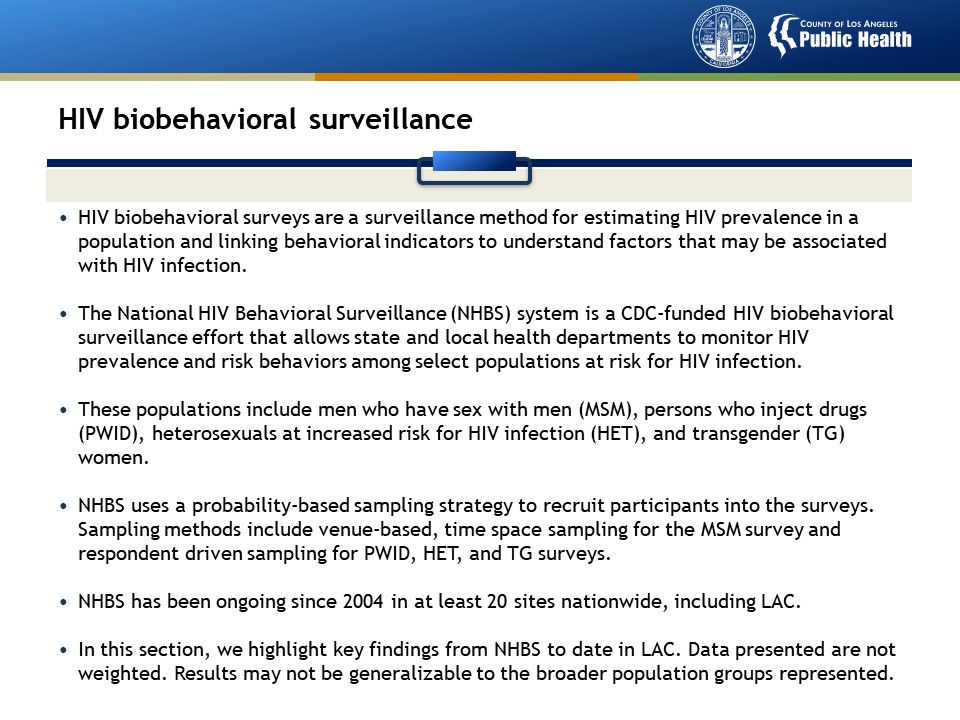 COUNTY OF LOS ANGELES
Public Health
HIV biobehavioral surveillance
• HIV biobehavioral surveys are a surveillance method for estimating HIV prevalence in a
population and linking behavioral indicators to understand factors that may be associated
with HIV infection.
• The National HIV Behavioral Surveillance (NHBS) system is a CDC-funded HIV biobehavioral
surveillance effort that allows state and local health departments to monitor HIV
prevalence and risk behaviors among select populations at risk for HIV infection.
• These populations include men who have sex with men (MSM), persons who inject drugs
(PWID), heterosexuals at increased risk for HIV infection (HET), and transgender (TG)
women.
• NHBS uses a probability-based sampling strategy to recruit participants into the surveys.
Sampling methods include venue-based, time space sampling for the MSM survey and
respondent driven sampling for PWID, HET, and TG surveys.
• NHBS has been ongoing since 2004 in at least 20 sites nationwide, including LAC.
• In this section, we highlight key findings from NHBS to date in LAC. Data presented are not
weighted. Results may not be generalizable to the broader population groups represented.